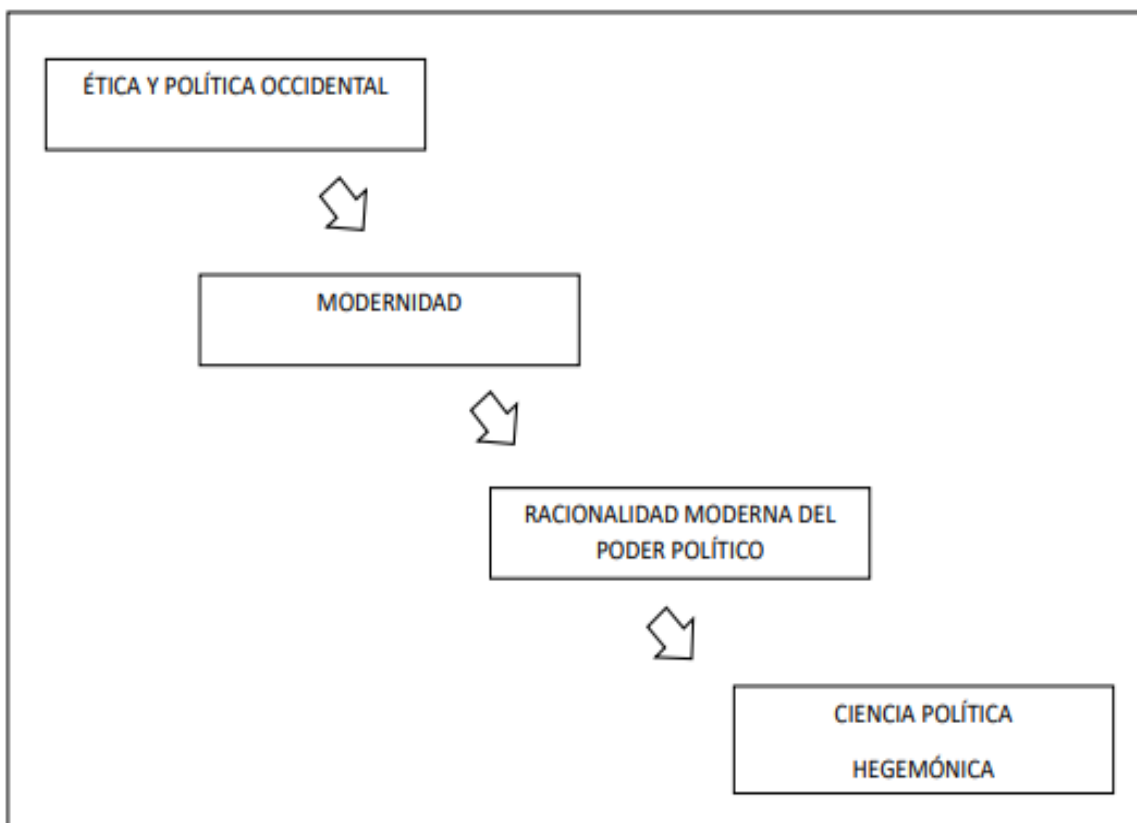 ÉTICA Y POLÍTICA OCCIDENTAL
MODERNIDAD
RACIONALIDAD MODERNA DEL
PODER POLÍTICO
CIENCIA POLÍTICA
HEGEMÓNICA